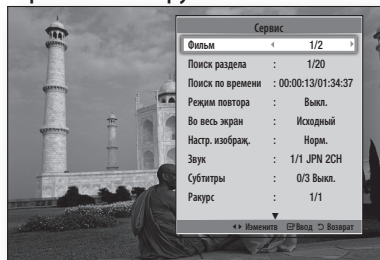 Сервис
Фильм 1/2
Поиск раздела : 1/20
Поиск по времени : 00:00:13/01:34:37
Режим повтора : Выкл.
Во весь экран : Исходный
Настр. изображ. : Норм.
Звук : 1/1 JPN 2CH
Субтитры : 0/3 Выкл.
Ракурс : 1/1
Изменитв Ввод Возврат